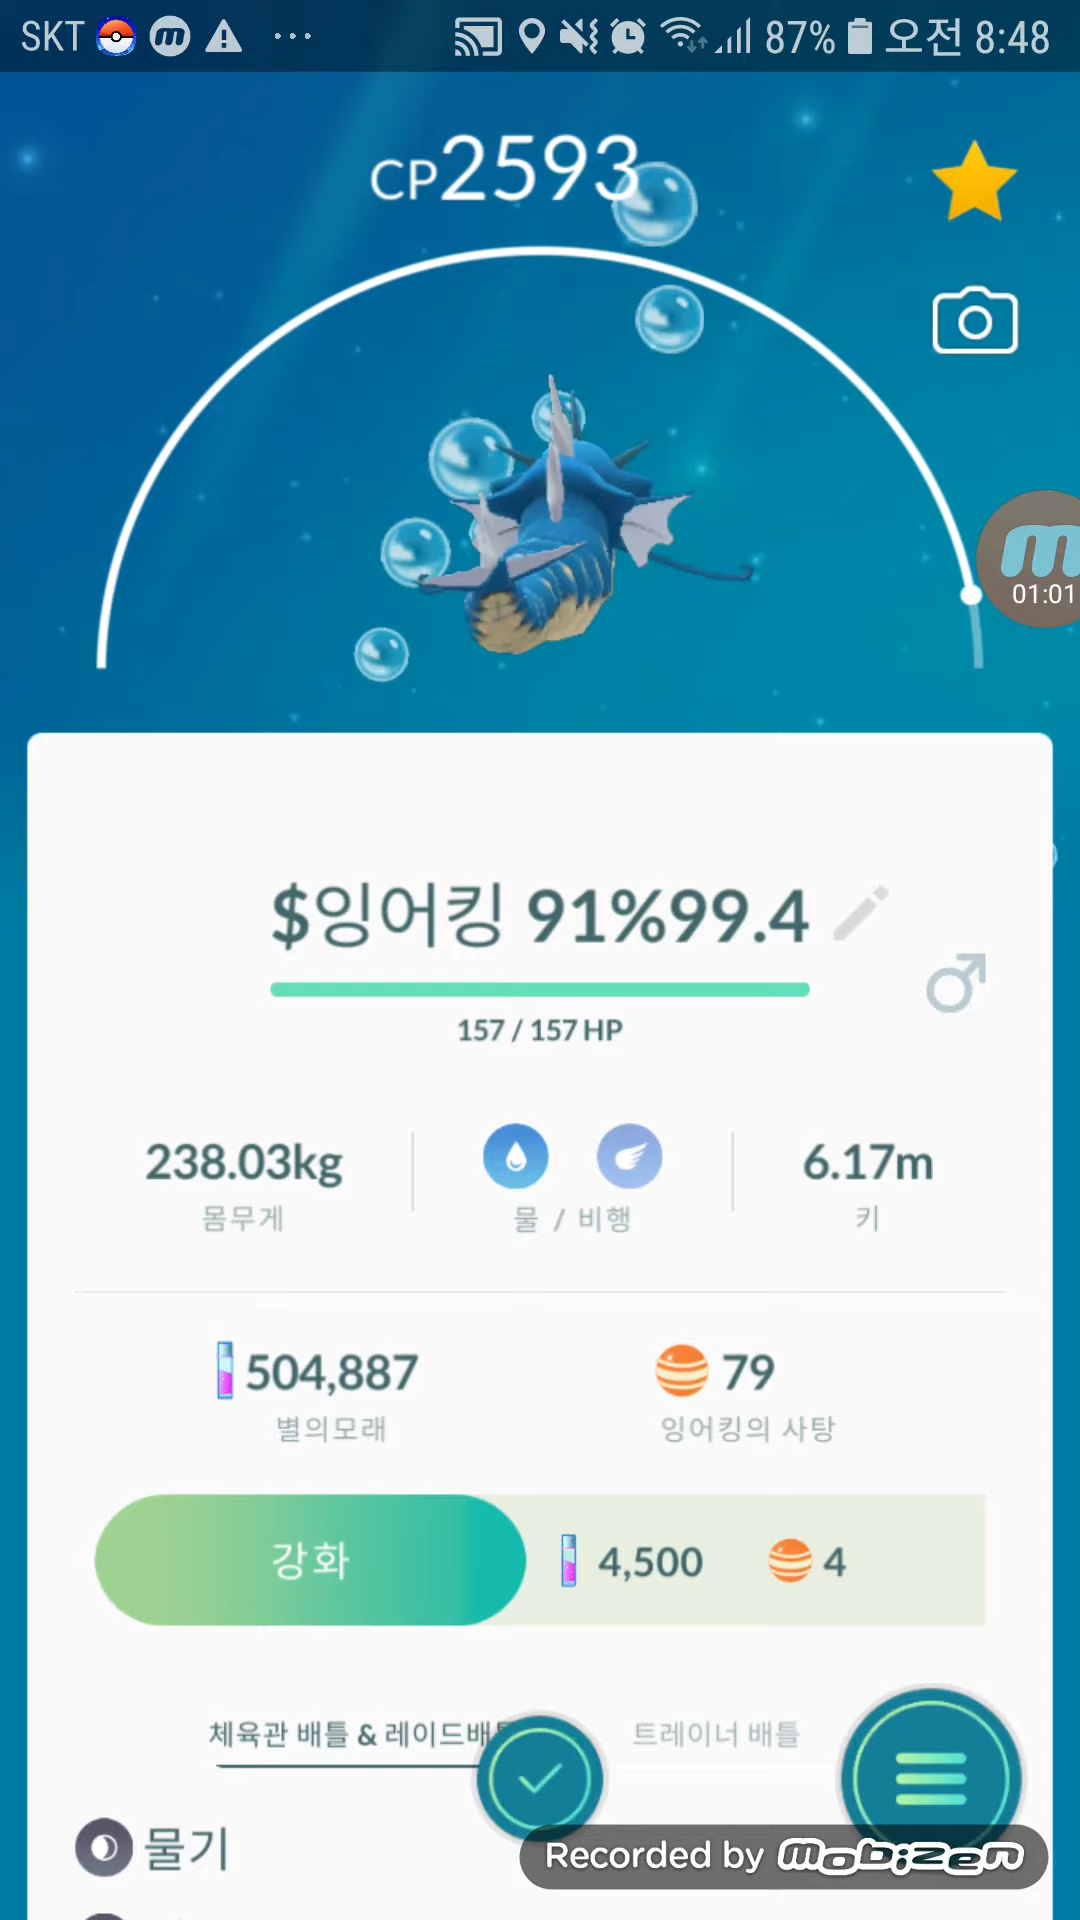 SKT 87% 오전 8:48
CP2593
01:01
$잉어킹 91%99.4
157 / 157 HP
238.03kg
몸무게
물 / 비행
6.17m
키
504,887
별의모래
79
잉어킹의 사탕
강화 4,500 4
체육관 배틀 & 레이드배틀
트레이너 배틀
물기
Recorded by mobizen